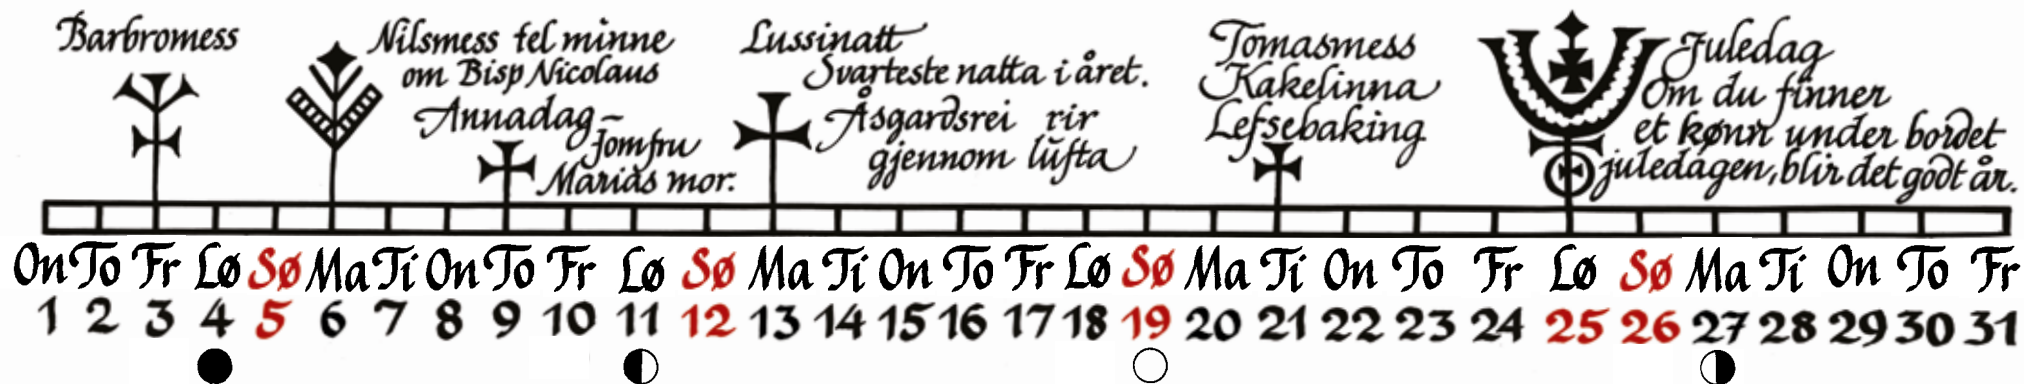 Barbromess
Nilsmess tel minne
om Bisp Nicolaus
Annadag-
Jomfru
Marias mor.
Lussinatt
Svarteste natta i året.
Åsgardsrei rir
gjennom lufta
Tomasmess
Kakelinna
Lefsebaking
Juledag
Om du finner
et kønn under bordet
juledagen, blir det godt år.
On To Fr Lø Sø Ma Ti On To Fr Lø Sø Ma Ti On To Fr Lø Sø Ma Ti On To Fr Lø Sø Ma Ti On To Fr
1 2 3 4 5 6 7 8 9 10 11 12 13 14 15 16 17 18 19 20 21 22 23 24 25 26 27 28 29 30 31